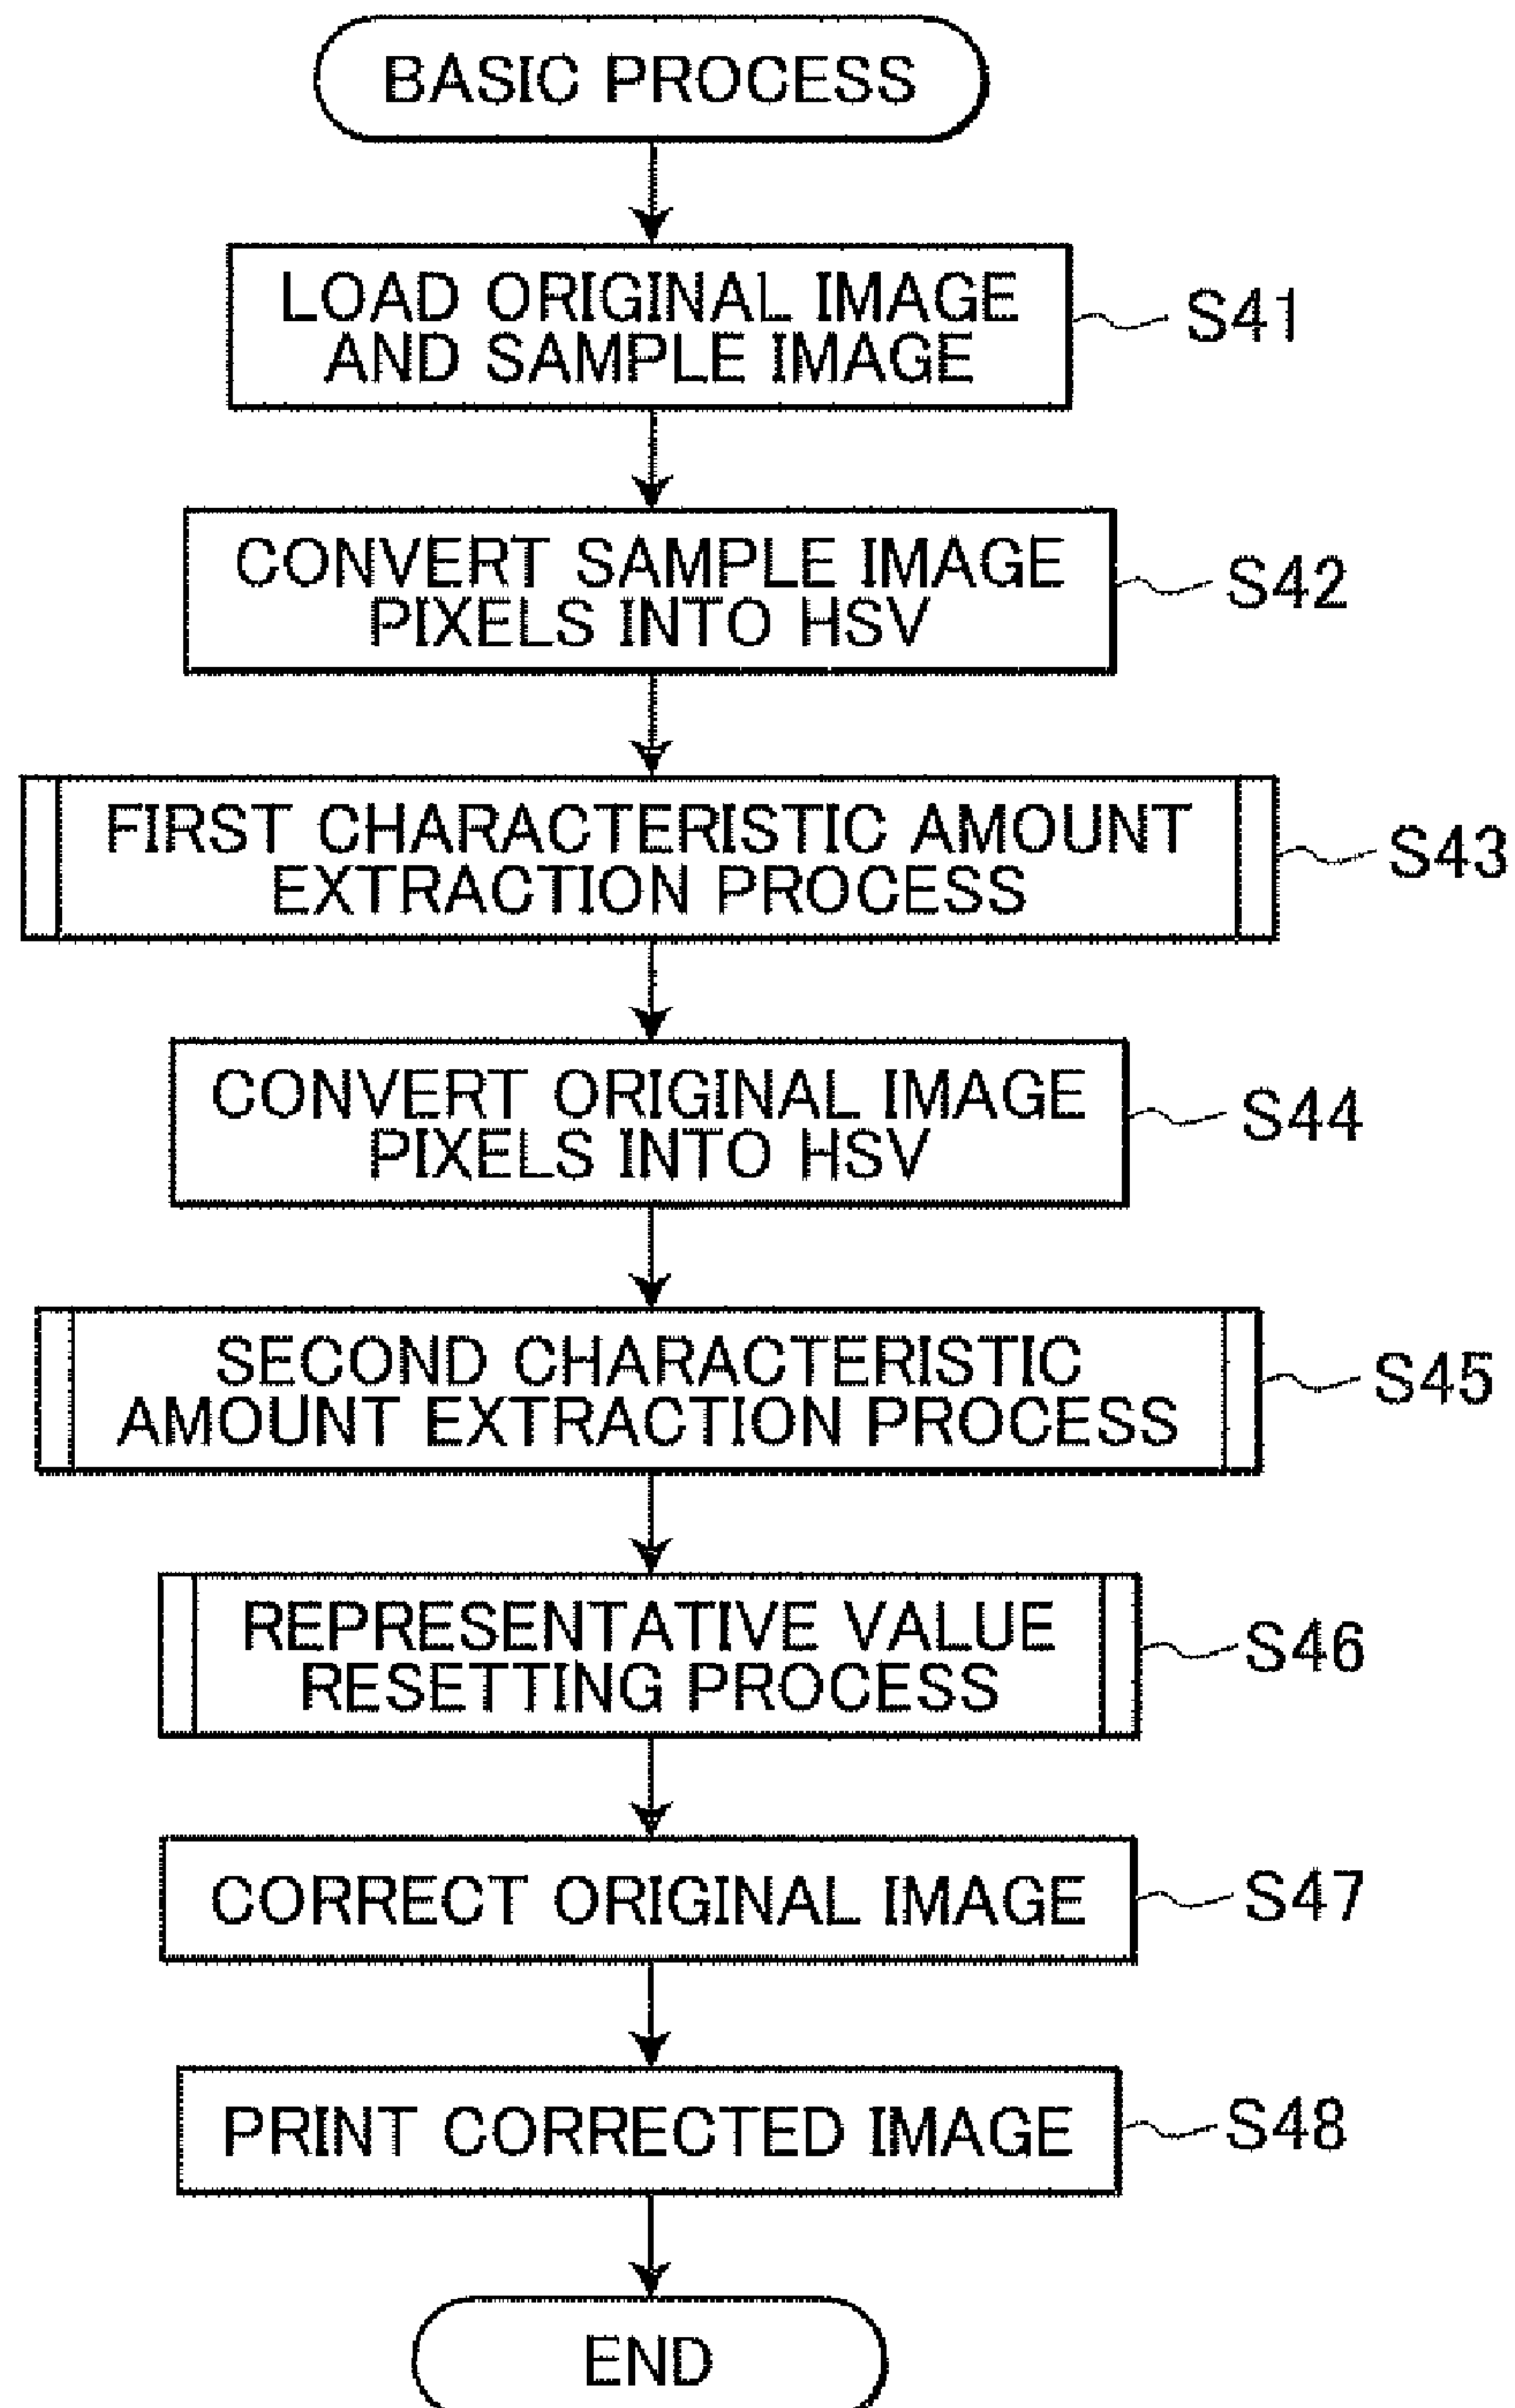 BASIC PROCESS
LOAD ORIGINAL IMAGE
AND SAMPLE IMAGE
S41
CONVERT SAMPLE IMAGE
PIXELS INTO HSV
S42
FIRST CHARACTERISTIC AMOUNT
EXTRACTION PROCESS
S43
CONVERT ORIGINAL IMAGE
PIXELS INTO HSV
S44
SECOND CHARACTERISTIC
AMOUNT EXTRACTION PROCESS
S45
REPRESENTATIVE VALUE
RESETTING PROCESS
S46
CORRECT ORIGINAL IMAGE
S47
PRINT CORRECTED IMAGE
S48
END